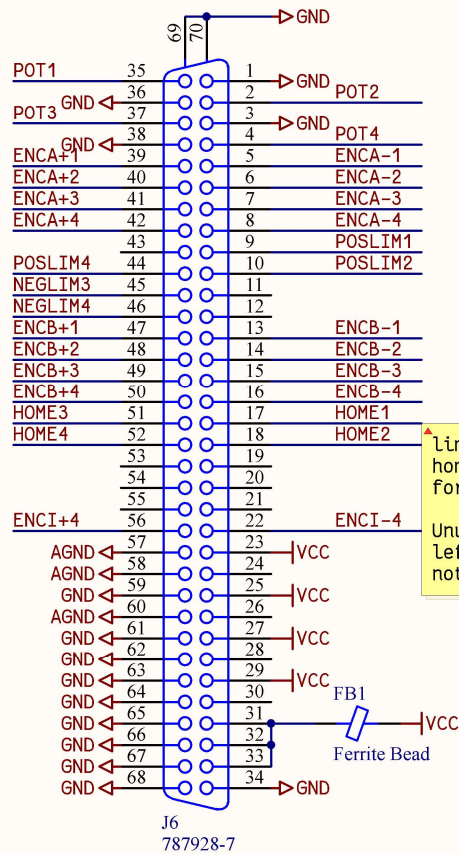 69 70 GND
POT1 35 1 GND
GND 36 2 POT2
POT3 37 3 GND
GND 38 4 POT4
ENCA+1 39 5 ENCA-1
ENCA+2 40 6 ENCA-2
ENCA+3 41 7 ENCA-3
ENCA+4 42 8 ENCA-4
43 9 POSLIM1
POSLIM4 44 10 POSLIM2
NEGLIM3 45 11
NEGLIM4 46 12
ENCB+1 47 13 ENCB-1
ENCB+2 48 14 ENCB-2
ENCB+3 49 15 ENCB-3
ENCB+4 50 16 ENCB-4
HOME3 51 17 HOME1
HOME4 52 18 HOME2
53 19
54 20
55 21
ENCI+4 56 22 ENCI-4
AGND 57 23 VCC
AGND 58 24
GND 59 25 VCC
AGND 60 26
GND 61 27 VCC
GND 62 28
GND 63 29 VCC
GND 64 30
GND 65 31 FB1 VCC
GND 66 32 Ferrite Bead
GND 67 33
GND 68 34 GND
J6
787928-7
hon
for
left
not